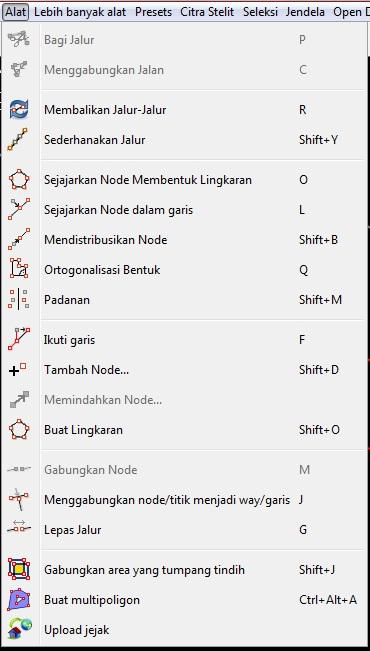 Alat Lebih banyak alat Presets Citra Stelit Seleksi Jendela Open D
Bagi Jalur P
Menggabungkan Jalan C
Membalikan Jalur-Jalur R
Sederhanakan Jalur Shift+Y
Sejajarkan Node Membentuk Lingkaran O
Sejajarkan Node dalam garis L
Mendistribusikan Node Shift+B
Ortogonalisasi Bentuk Q
Padanan Shift+M
Ikuti garis F
Tambah Node... Shift+D
Memindahkan Node...
Buat Lingkaran Shift+O
Gabungkan Node M
Menggabungkan node/titik menjadi way/garis J
Lepas Jalur G
Gabungkan area yang tumpang tindih Shift+J
Buat multipoligon Ctrl+Alt+A
Upload jejak